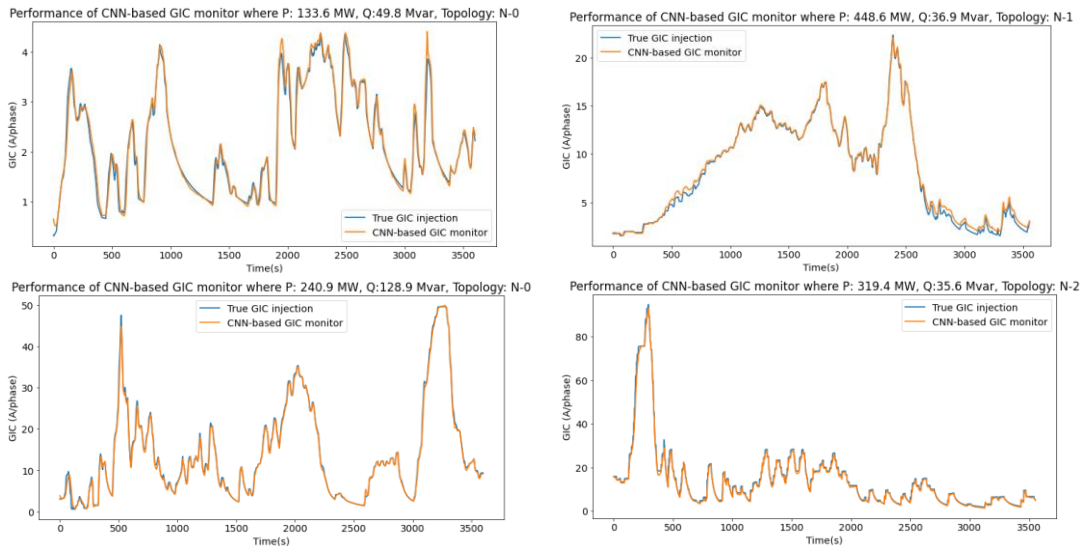 Performance of CNN-based GIC monitor where P: 133.6 MW, Q:49.8 Mvar, Topology: N-0
GIC (A/phase)
4
3
2
1
True GIC injection
CNN-based GIC monitor
0 500 1000 1500 2000 2500 3000 3500
Time(s)
Performance of CNN-based GIC monitor where P: 448.6 MW, Q:36.9 Mvar, Topology: N-1
True GIC injection
CNN-based GIC monitor
GIC (A/phase)
20
15
10
5
0 500 1000 1500 2000 2500 3000 3500
Time(s)
Performance of CNN-based GIC monitor where P: 240.9 MW, Q:128.9 Mvar, Topology: N-0
True GIC injection
CNN-based GIC monitor
GIC (A/phase)
50
40
30
20
10
0
0 500 1000 1500 2000 2500 3000 3500
Time(s)
Performance of CNN-based GIC monitor where P: 319.4 MW, Q:35.6 Mvar, Topology: N-2
True GIC injection
CNN-based GIC monitor
GIC (A/phase)
80
60
40
20
0
0 500 1000 1500 2000 2500 3000 3500
Time(s)